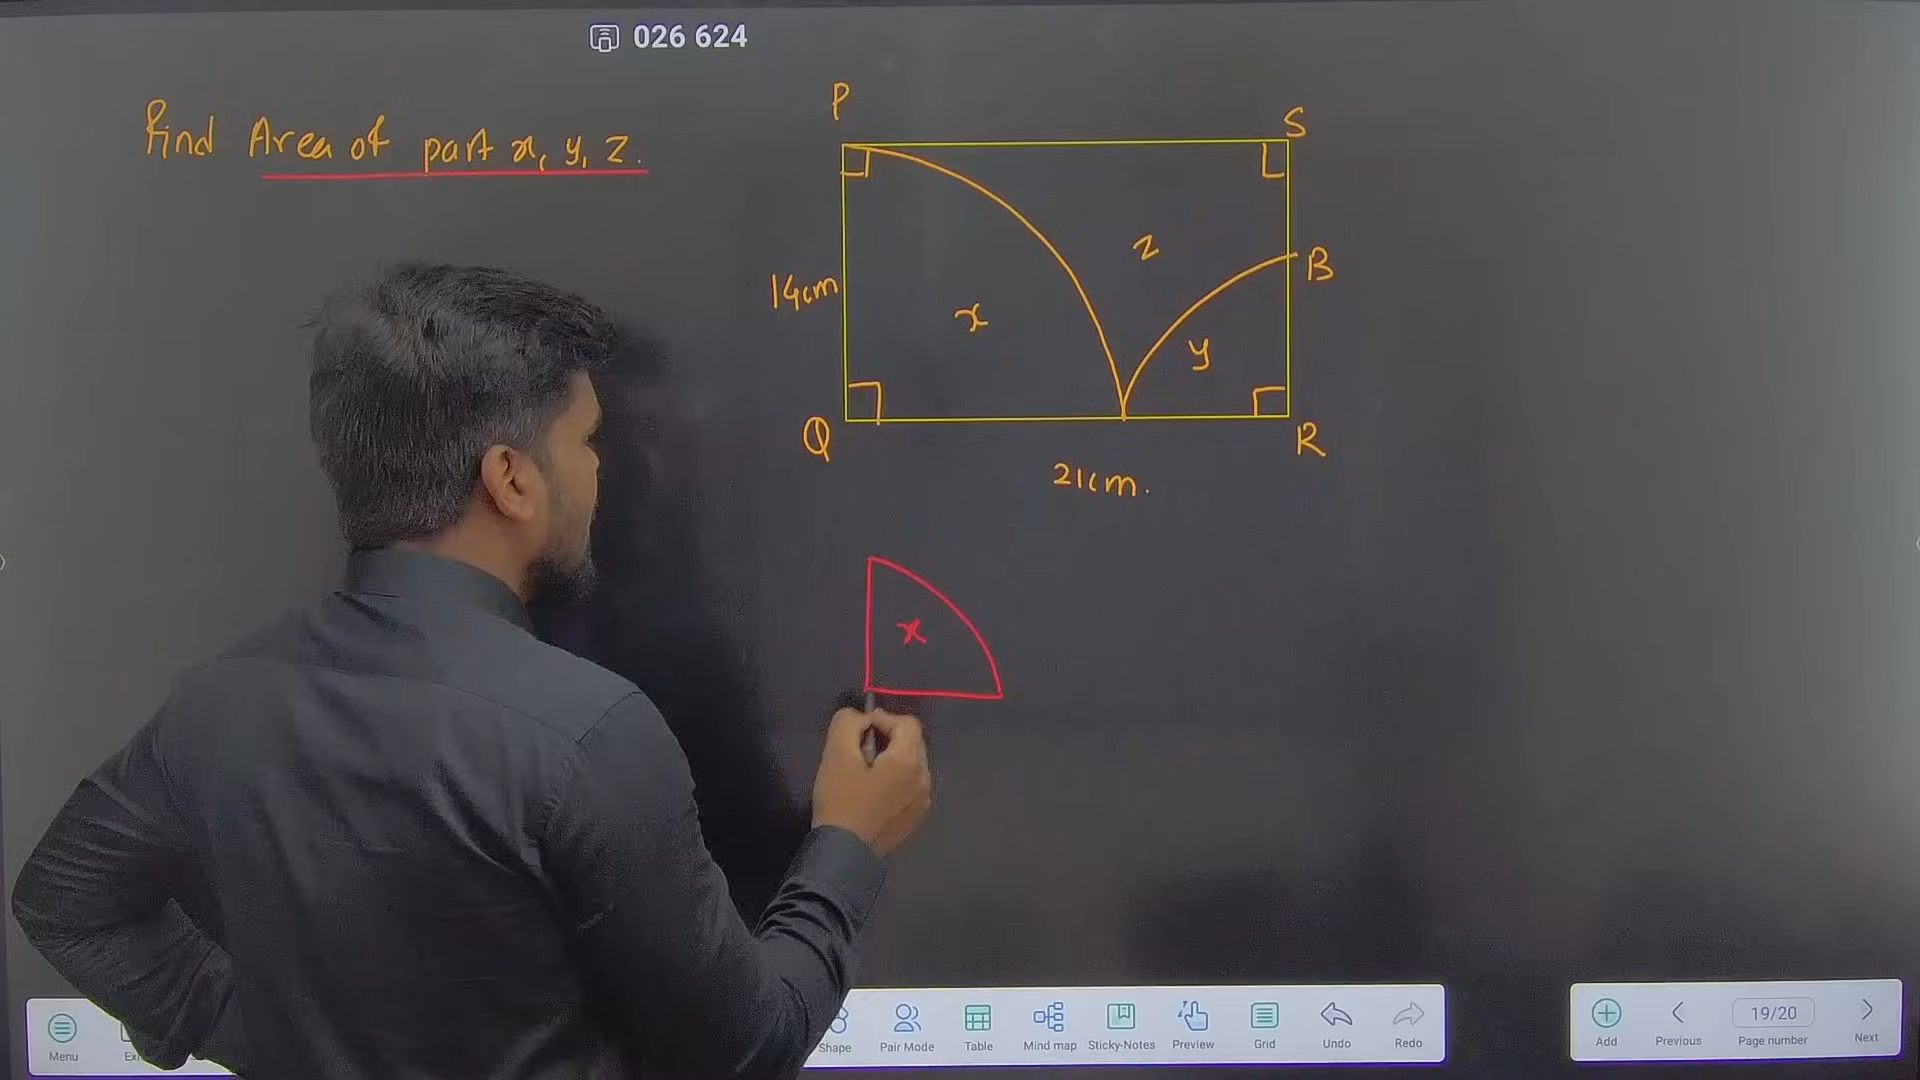 026 624
Find Area of part x, y, z.
P
S
z
14cm
B
x
y
Q
R
21cm.
x
Menu
Shape
Pair Mode
Table
Mind map
Sticky-Notes
Preview
Grid
Undo
Redo
Add
Previous
19/20
Page number
Next